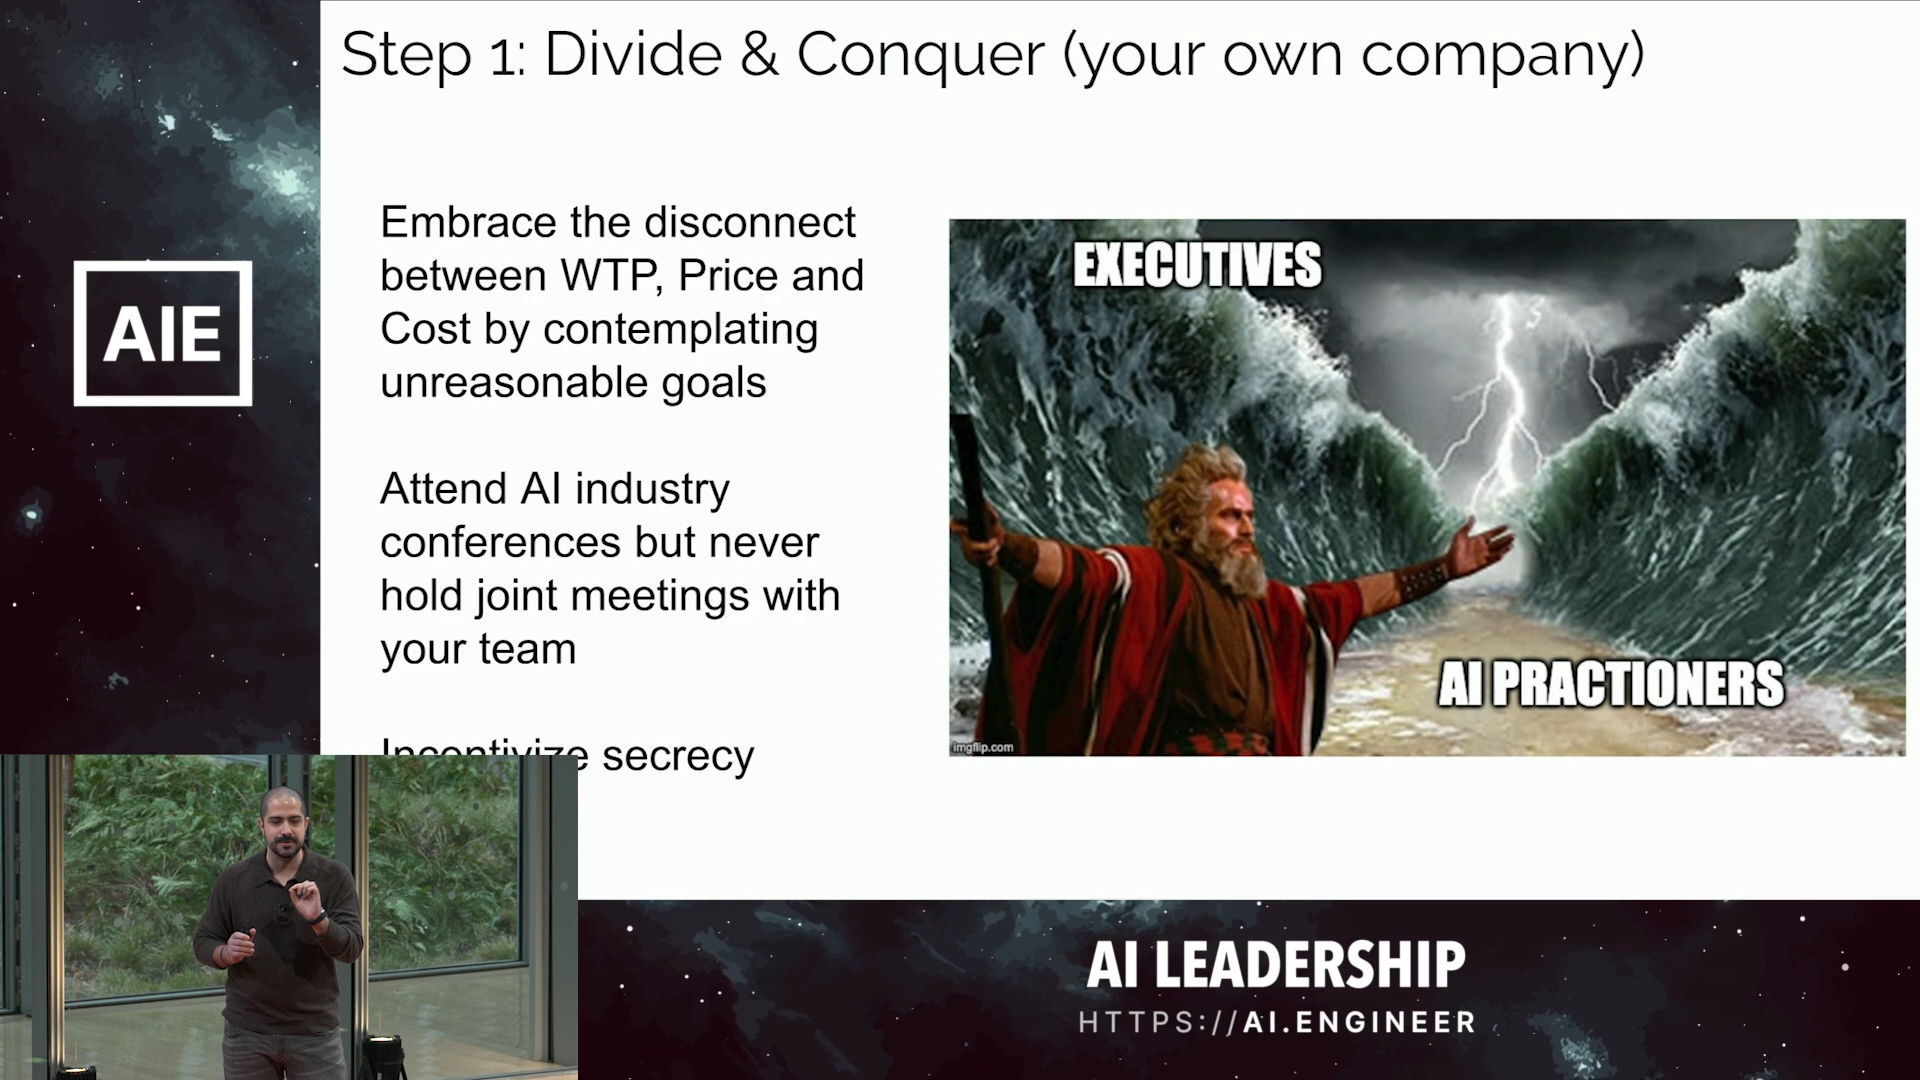 Step 1: Divide & Conquer (your own company)
AIE
Embrace the disconnect
between WTP, Price and
Cost by contemplating
unreasonable goals
Attend AI industry
conferences but never
hold joint meetings with
your team
Incentivize secrecy
EXECUTIVES
AI PRACTIONERS
imgflip.com
AI LEADERSHIP
HTTPS://AI.ENGINEER